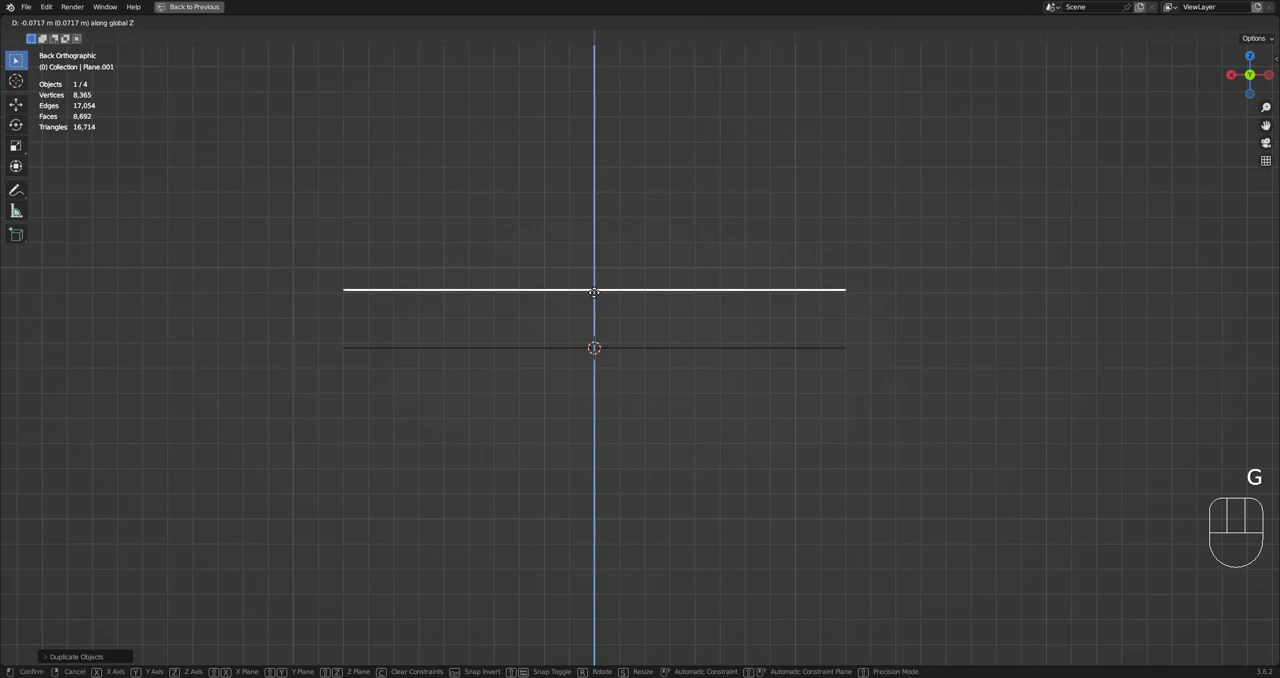 File Edit Render Window Help Back to Previous Scene ViewLayer
D: -0.0717 m (0.0717 m) along global Z
Options
Back Orthographic
(0) Collection | Plane.001
Objects 1 / 4
Vertices 8,365
Edges 17,054
Faces 8,692
Triangles 16,714
Z
X Y
G
Duplicate Objects
Confirm Cancel X X Axis Y Y Axis Z Z Axis X X Plane Y Y Plane Z Z Plane C Clear Constraints Snap Invert Snap Toggle R Rotate S Resize Automatic Constraint Automatic Constraint Plane Precision Mode 3.6.2